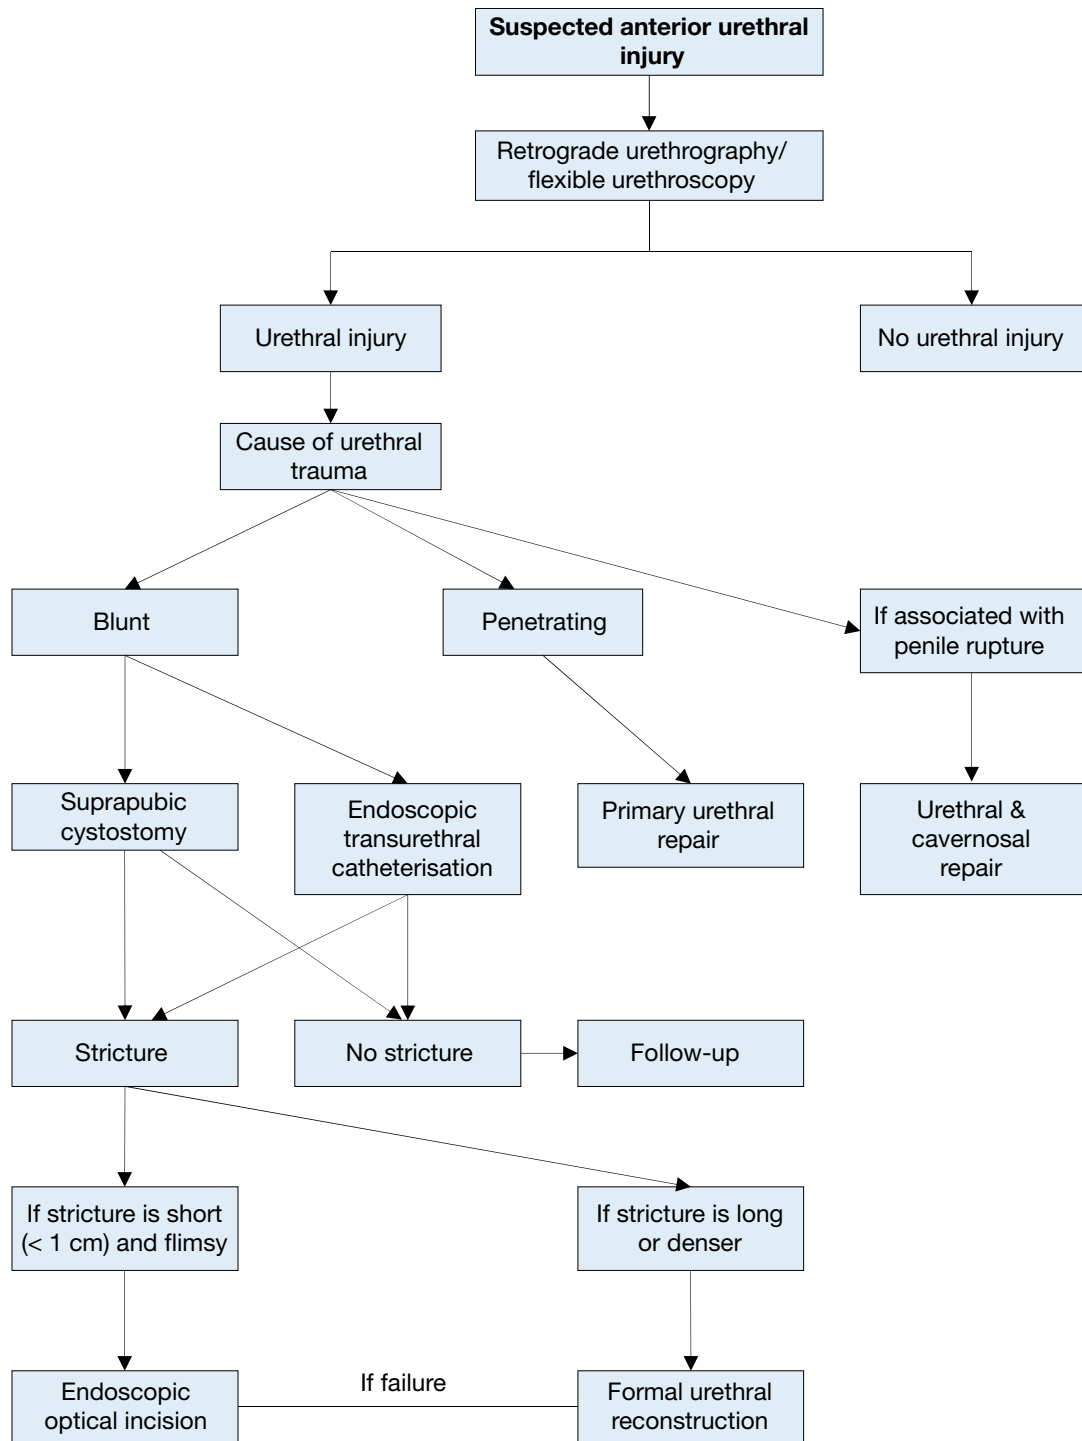 Suspected anterior urethral
injury
Retrograde urethrography/
flexible urethroscopy
Urethral injury
No urethral injury
Cause of urethral
trauma
Blunt
Penetrating
If associated with
penile rupture
Suprapubic
cystostomy
Endoscopic
transurethral
catheterisation
Primary urethral
repair
Urethral &
cavernosal
repair
Stricture
No stricture
Follow-up
If stricture is short
(< 1 cm) and flimsy
If stricture is long
or denser
Endoscopic
optical incision
If failure
Formal urethral
reconstruction